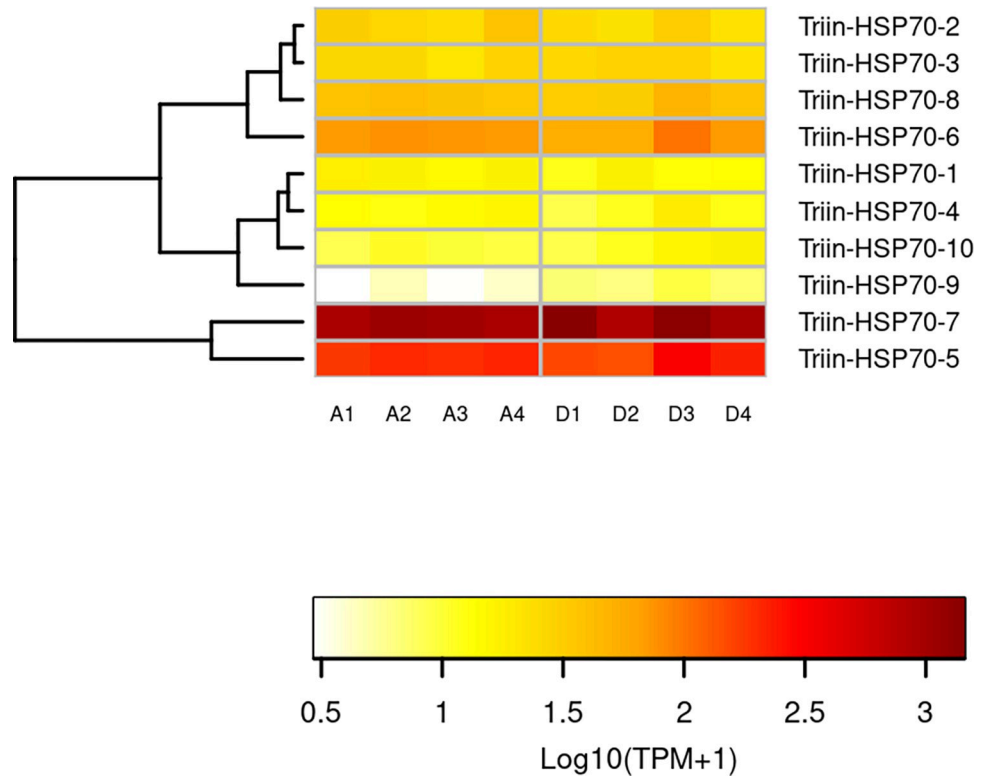 Triin-HSP70-2
Triin-HSP70-3
Triin-HSP70-8
Triin-HSP70-6
Triin-HSP70-1
Triin-HSP70-4
Triin-HSP70-10
Triin-HSP70-9
Triin-HSP70-7
Triin-HSP70-5
A1 A2 A3 A4 D1 D2 D3 D4
0.5 1 1.5 2 2.5 3
Log10(TPM+1)